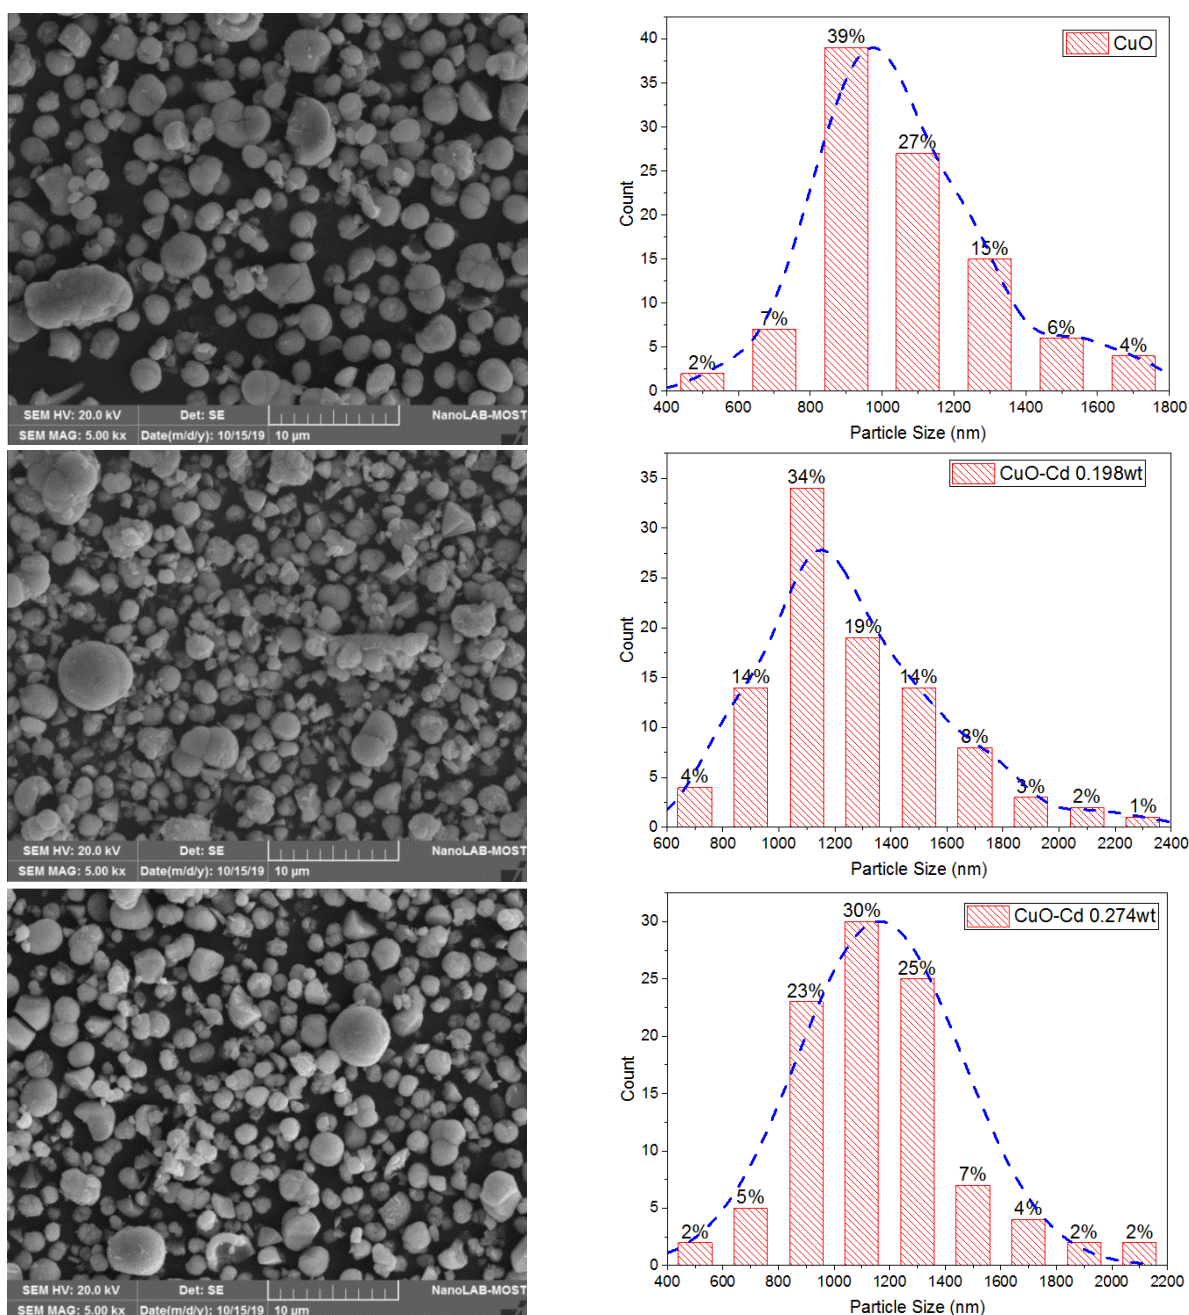 SEM HV: 20.0 kV Det: SE NanoLAB-MOST
SEM MAG: 5.00 kx Date(m/d/y): 10/15/19 10 µm
CuO
39%
27%
15%
7%
6%
4%
2%
Count
40
35
30
25
20
15
10
5
0
400 600 800 1000 1200 1400 1600 1800
Particle Size (nm)
SEM HV: 20.0 kV Det: SE NanoLAB-MOST
SEM MAG: 5.00 kx Date(m/d/y): 10/15/19 10 µm
CuO-Cd 0.198wt
34%
19%
14% 14%
8%
4% 3% 2% 1%
Count
35
30
25
20
15
10
5
0
600 800 1000 1200 1400 1600 1800 2000 2200 2400
Particle Size (nm)
SEM HV: 20.0 kV Det: SE NanoLAB-MOST
SEM MAG: 5.00 kx Date(m/d/y): 10/15/19 10 µm
CuO-Cd 0.274wt
30%
25%
23%
7%
5% 4%
2% 2% 2%
Count
30
25
20
15
10
5
0
400 600 800 1000 1200 1400 1600 1800 2000 2200
Particle Size (nm)